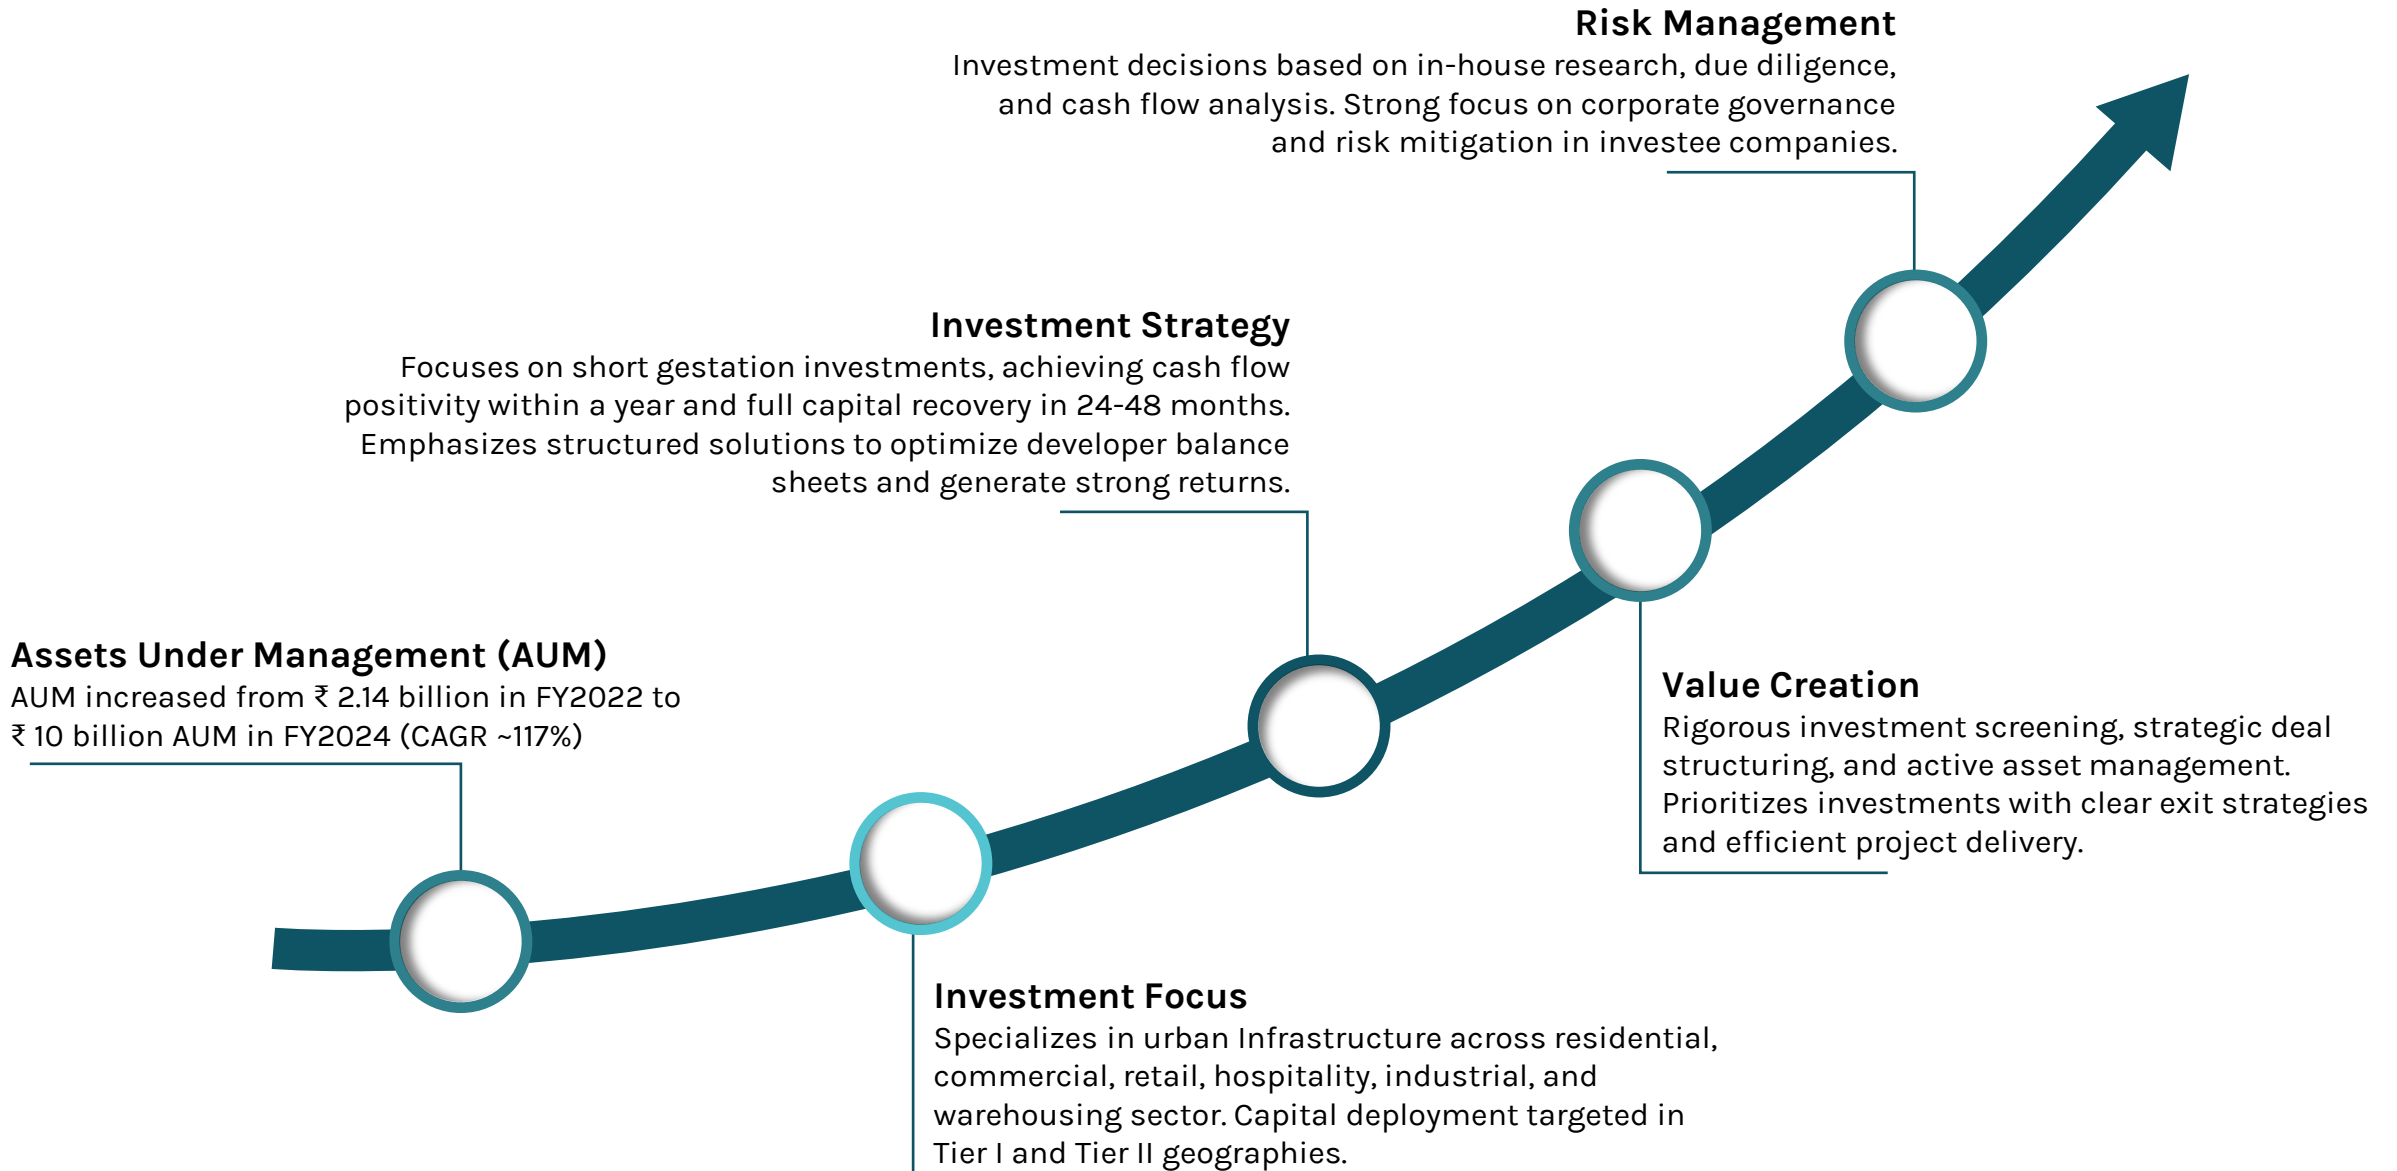 Risk Management
Investment decisions based on in-house research, due diligence,
and cash flow analysis. Strong focus on corporate governance
and risk mitigation in investee companies.
Investment Strategy
Focuses on short gestation investments, achieving cash flow
positivity within a year and full capital recovery in 24-48 months.
Emphasizes structured solutions to optimize developer balance
sheets and generate strong returns.
Assets Under Management (AUM)
AUM increased from ₹ 2.14 billion in FY2022 to
₹ 10 billion AUM in FY2024 (CAGR ~117%)
Value Creation
Rigorous investment screening, strategic deal
structuring, and active asset management.
Prioritizes investments with clear exit strategies
and efficient project delivery.
Investment Focus
Specializes in urban Infrastructure across residential,
commercial, retail, hospitality, industrial, and
warehousing sector. Capital deployment targeted in
Tier I and Tier II geographies.